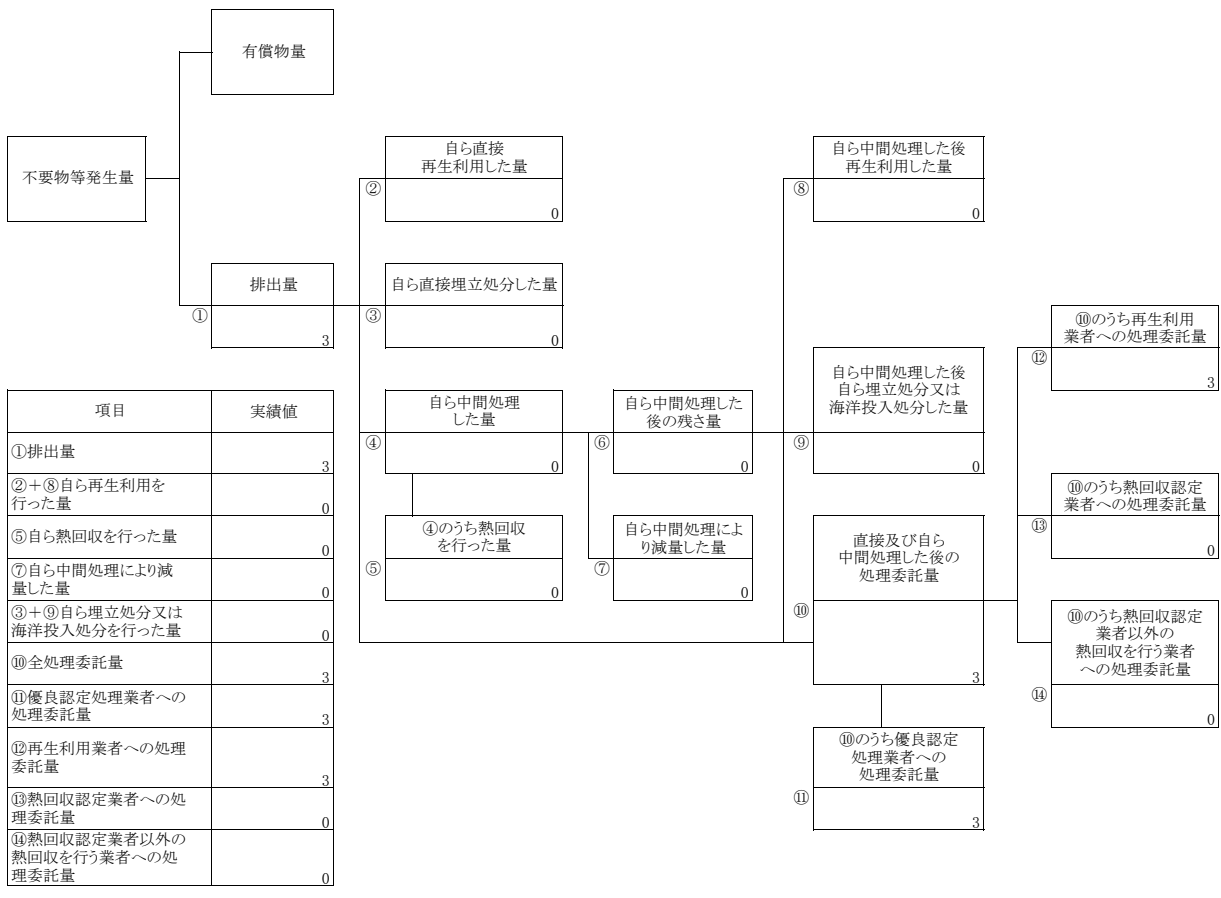 有償物量
不要物等発生量
排出量
①
3
自ら直接
再生利用した量
②
0
自ら直接埋立処分した量
③
0
自ら中間処理
した量
④
0
④のうち熱回収
を行った量
⑤
0
自ら中間処理した
後の残さ量
⑥
0
自ら中間処理によ
り減量した量
⑦
0
自ら中間処理した後
再生利用した量
⑧
0
自ら中間処理した後
自ら埋立処分又は
海洋投入処分した量
⑨
0
直接及び自ら
中間処理した後の
処理委託量
⑩
3
⑩のうち優良認定
処理業者への
処理委託量
⑪
3
⑩のうち再生利用
業者への処理委託量
⑫
3
⑩のうち熱回収認定
業者への処理委託量
⑬
0
⑩のうち熱回収認定
業者以外の
熱回収を行う業者
への処理委託量
⑭
0
項目 実績値
①排出量
3
②＋⑧自ら再生利用を
行った量
0
⑤自ら熱回収を行った量
0
⑦自ら中間処理により減
量した量
0
③＋⑨自ら埋立処分又は
海洋投入処分を行った量
0
⑩全処理委託量
3
⑪優良認定処理業者への
処理委託量
3
⑫再生利用業者への処理
委託量
3
⑬熱回収認定業者への処
理委託量
0
⑭熱回収認定業者以外の
熱回収を行う業者への処
理委託量
0